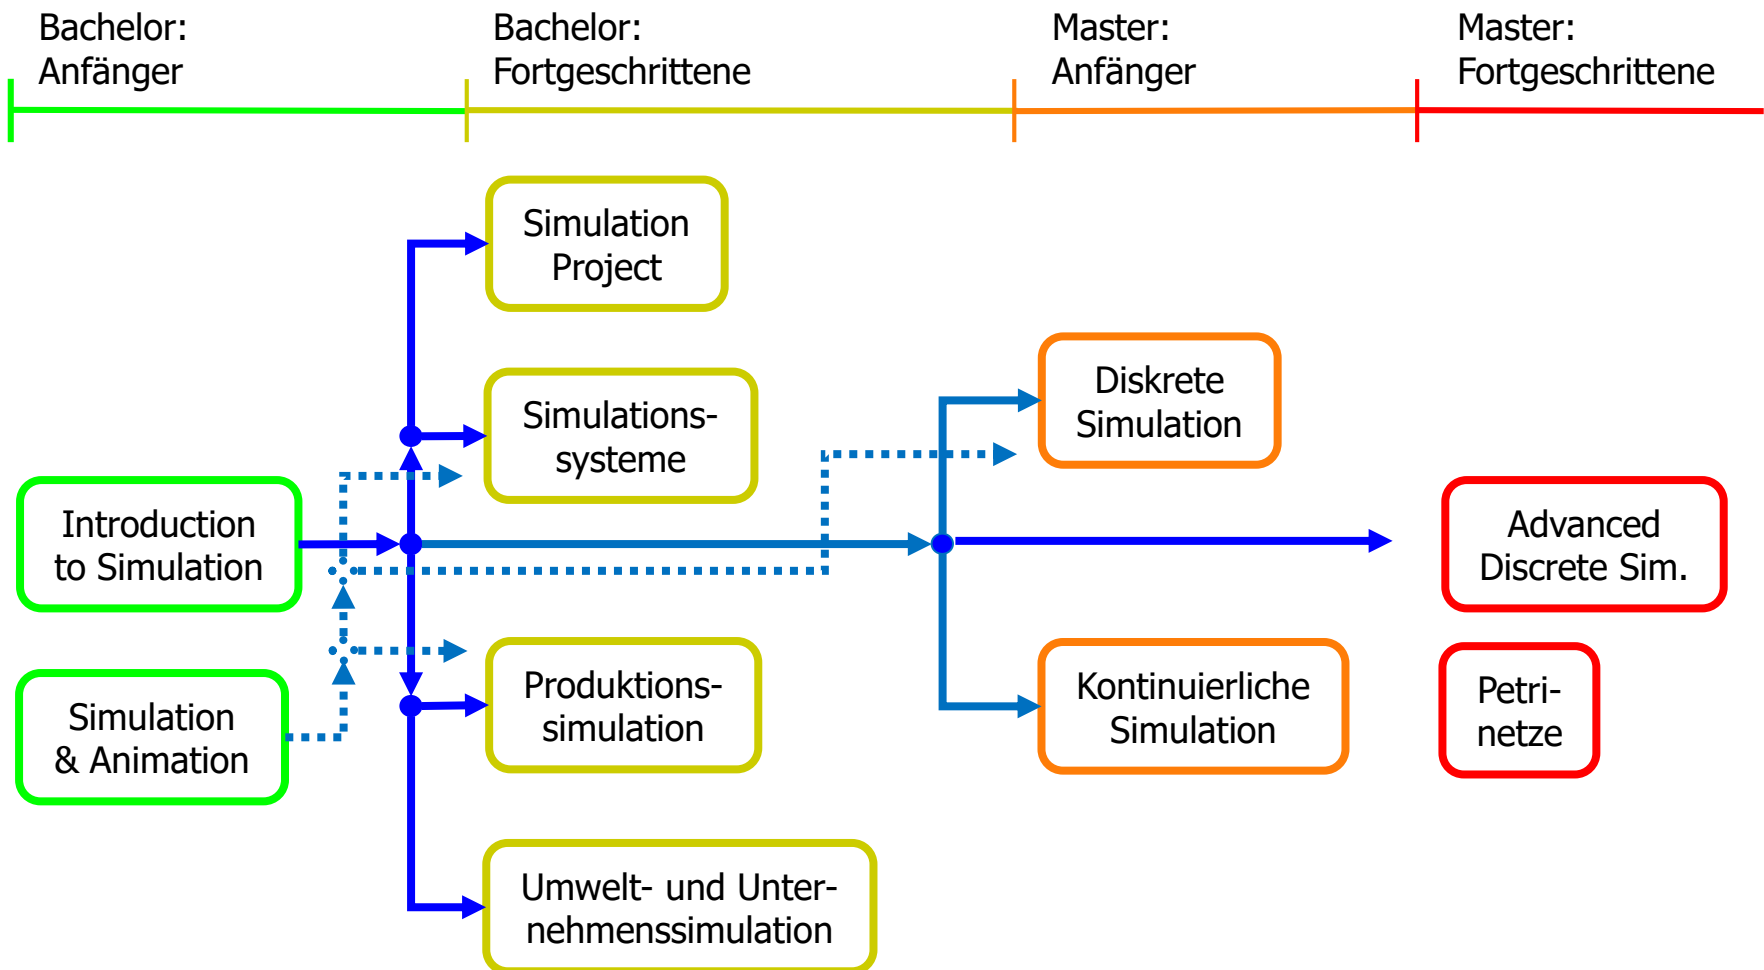 Bachelor:
Anfänger
Bachelor:
Fortgeschrittene
Master:
Anfänger
Master:
Fortgeschrittene
Simulation
Project
Simulations-
systeme
Diskrete
Simulation
Introduction
to Simulation
Advanced
Discrete Sim.
Simulation
& Animation
Produktions-
simulation
Kontinuierliche
Simulation
Petri-
netze
Umwelt- und Unter-
nehmenssimulation